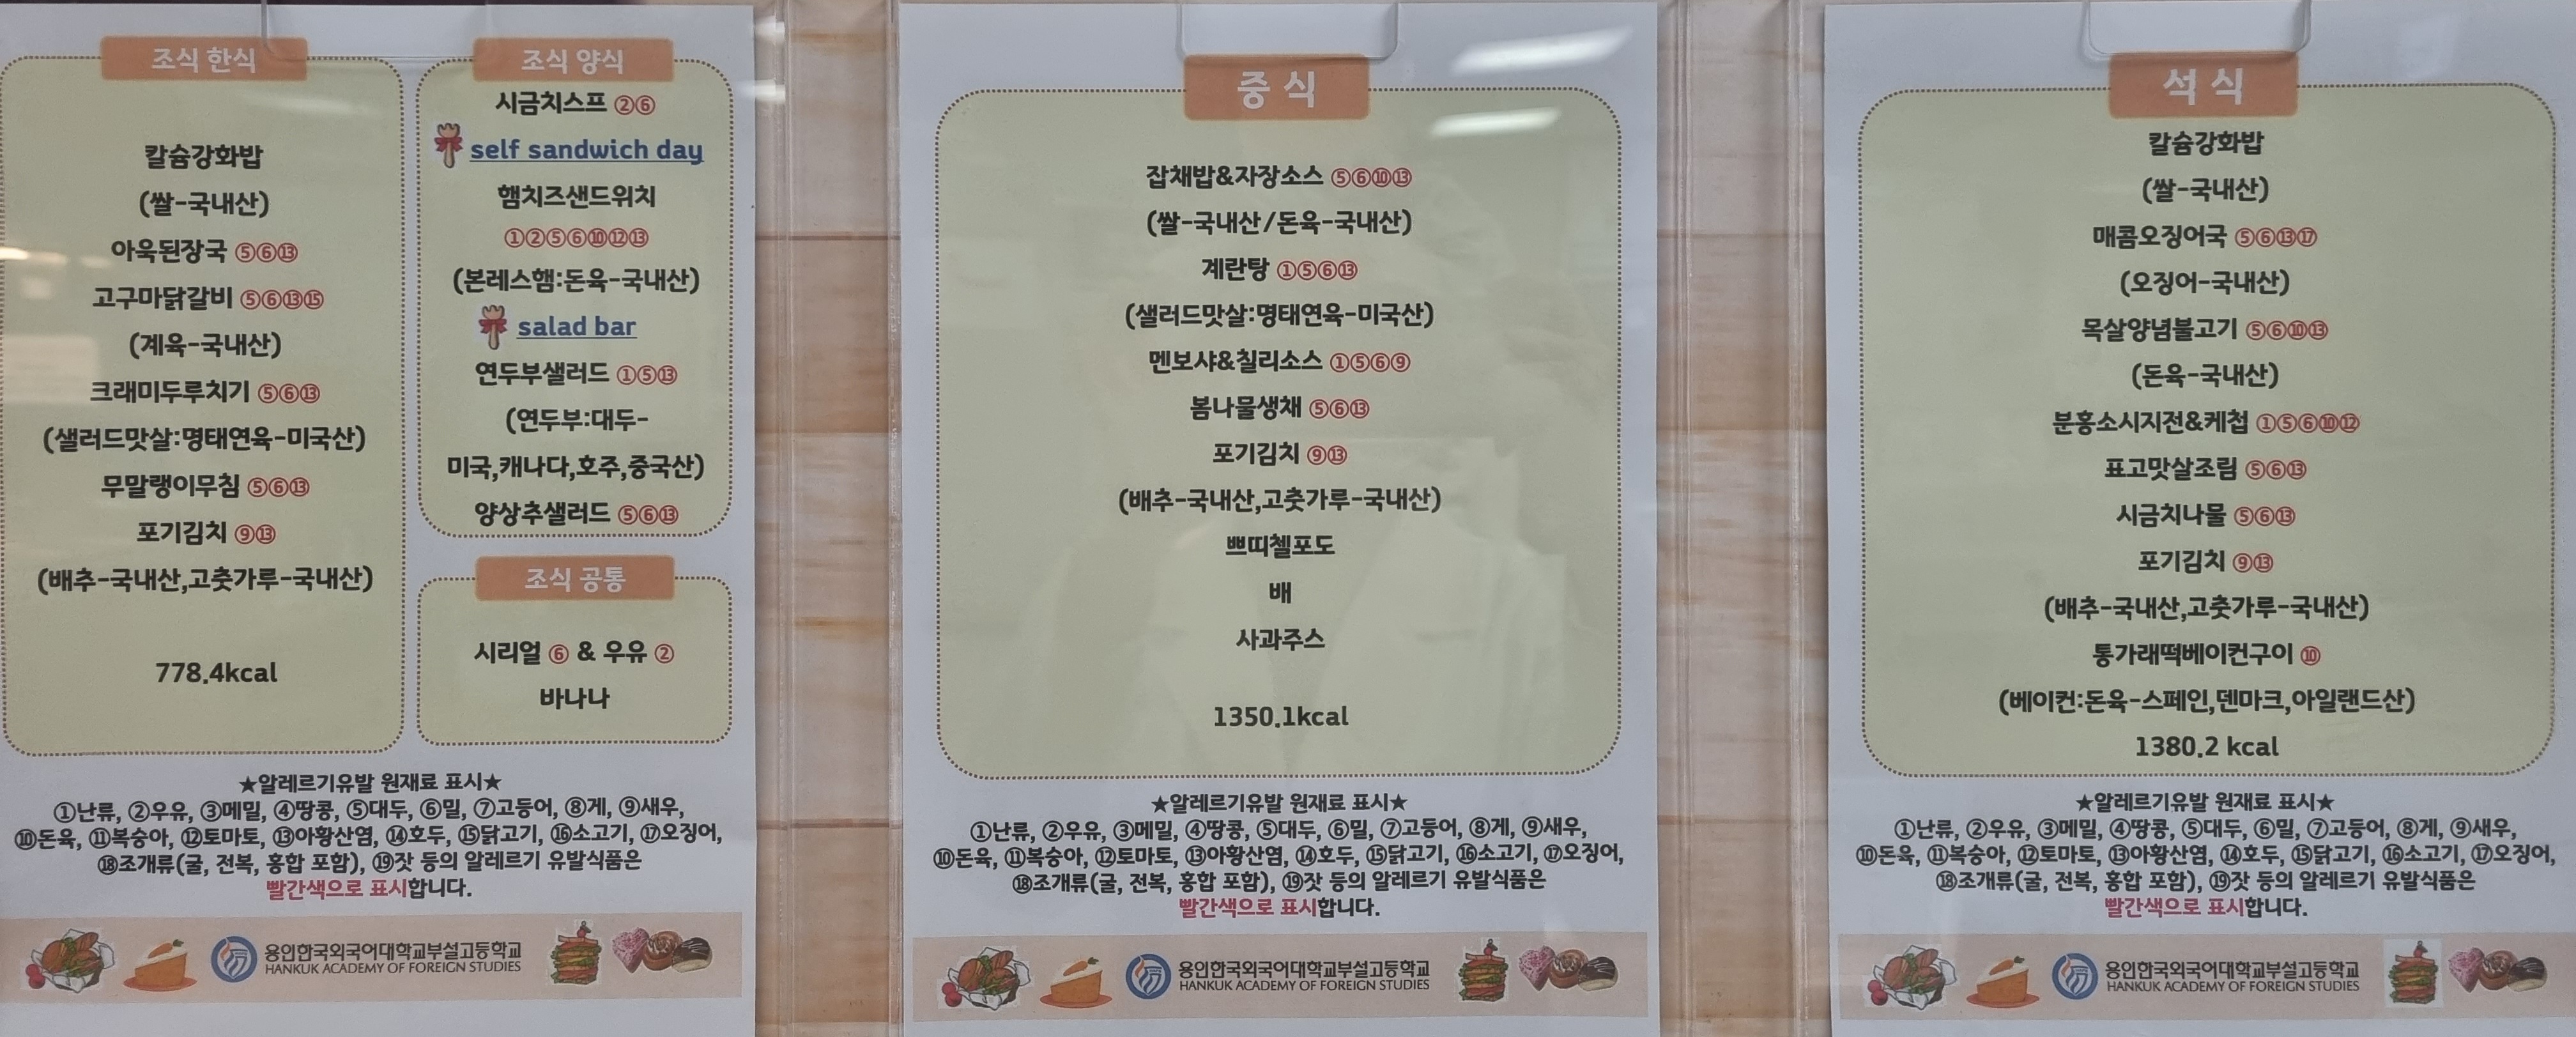 조식 한식
칼슘강화밥
(쌀-국내산)
아욱된장국 ⑤⑥⑬
고구마닭갈비 ⑤⑥⑬⑮
(계육-국내산)
크래미두루치기 ⑤⑥⑬
(샐러드맛살:명태연육-미국산)
무말랭이무침 ⑤⑥⑬
포기김치 ⑨⑬
(배추-국내산,고춧가루-국내산)
778.4kcal
조식 양식
시금치스프 ②⑥
self sandwich day
햄치즈샌드위치
①②⑤⑥⑩⑫⑬
(본레스햄:돈육-국내산)
salad bar
연두부샐러드 ①⑤⑬
(연두부:대두-
미국,캐나다,호주,중국산)
양상추샐러드 ⑤⑥⑬
조식 공통
시리얼 ⑥ & 우유 ②
바나나
★알레르기유발 원재료 표시★
①난류, ②우유, ③메밀, ④땅콩, ⑤대두, ⑥밀, ⑦고등어, ⑧게, ⑨새우,
⑩돈육, ⑪복숭아, ⑫토마토, ⑬아황산염, ⑭호두, ⑮닭고기, ⑯소고기, ⑰오징어,
⑱조개류(굴, 전복, 홍합 포함), ⑲잣 등의 알레르기 유발식품은
빨간색으로 표시합니다.
용인한국외국어대학교부설고등학교
HANKUK ACADEMY OF FOREIGN STUDIES
중 식
잡채밥&자장소스 ⑤⑥⑩⑬
(쌀-국내산/돈육-국내산)
계란탕 ①⑤⑥⑬
(샐러드맛살:명태연육-미국산)
멘보샤&칠리소스 ①⑤⑥⑨
봄나물생채 ⑤⑥⑬
포기김치 ⑨⑬
(배추-국내산,고춧가루-국내산)
쁘띠첼포도
배
사과주스
1350.1kcal
★알레르기유발 원재료 표시★
①난류, ②우유, ③메밀, ④땅콩, ⑤대두, ⑥밀, ⑦고등어, ⑧게, ⑨새우,
⑩돈육, ⑪복숭아, ⑫토마토, ⑬아황산염, ⑭호두, ⑮닭고기, ⑯소고기, ⑰오징어,
⑱조개류(굴, 전복, 홍합 포함), ⑲잣 등의 알레르기 유발식품은
빨간색으로 표시합니다.
용인한국외국어대학교부설고등학교
HANKUK ACADEMY OF FOREIGN STUDIES
석 식
칼슘강화밥
(쌀-국내산)
매콤오징어국 ⑤⑥⑬⑰
(오징어-국내산)
목살양념불고기 ⑤⑥⑩⑬
(돈육-국내산)
분홍소시지전&케첩 ①⑤⑥⑩⑫
표고맛살조림 ⑤⑥⑬
시금치나물 ⑤⑥⑬
포기김치 ⑨⑬
(배추-국내산,고춧가루-국내산)
통가래떡베이컨구이 ⑩
(베이컨:돈육-스페인,덴마크,아일랜드산)
1380.2 kcal
★알레르기유발 원재료 표시★
①난류, ②우유, ③메밀, ④땅콩, ⑤대두, ⑥밀, ⑦고등어, ⑧게, ⑨새우,
⑩돈육, ⑪복숭아, ⑫토마토, ⑬아황산염, ⑭호두, ⑮닭고기, ⑯소고기, ⑰오징어,
⑱조개류(굴, 전복, 홍합 포함), ⑲잣 등의 알레르기 유발식품은
빨간색으로 표시합니다.
용인한국외국어대학교부설고등학교
HANKUK ACADEMY OF FOREIGN STUDIES